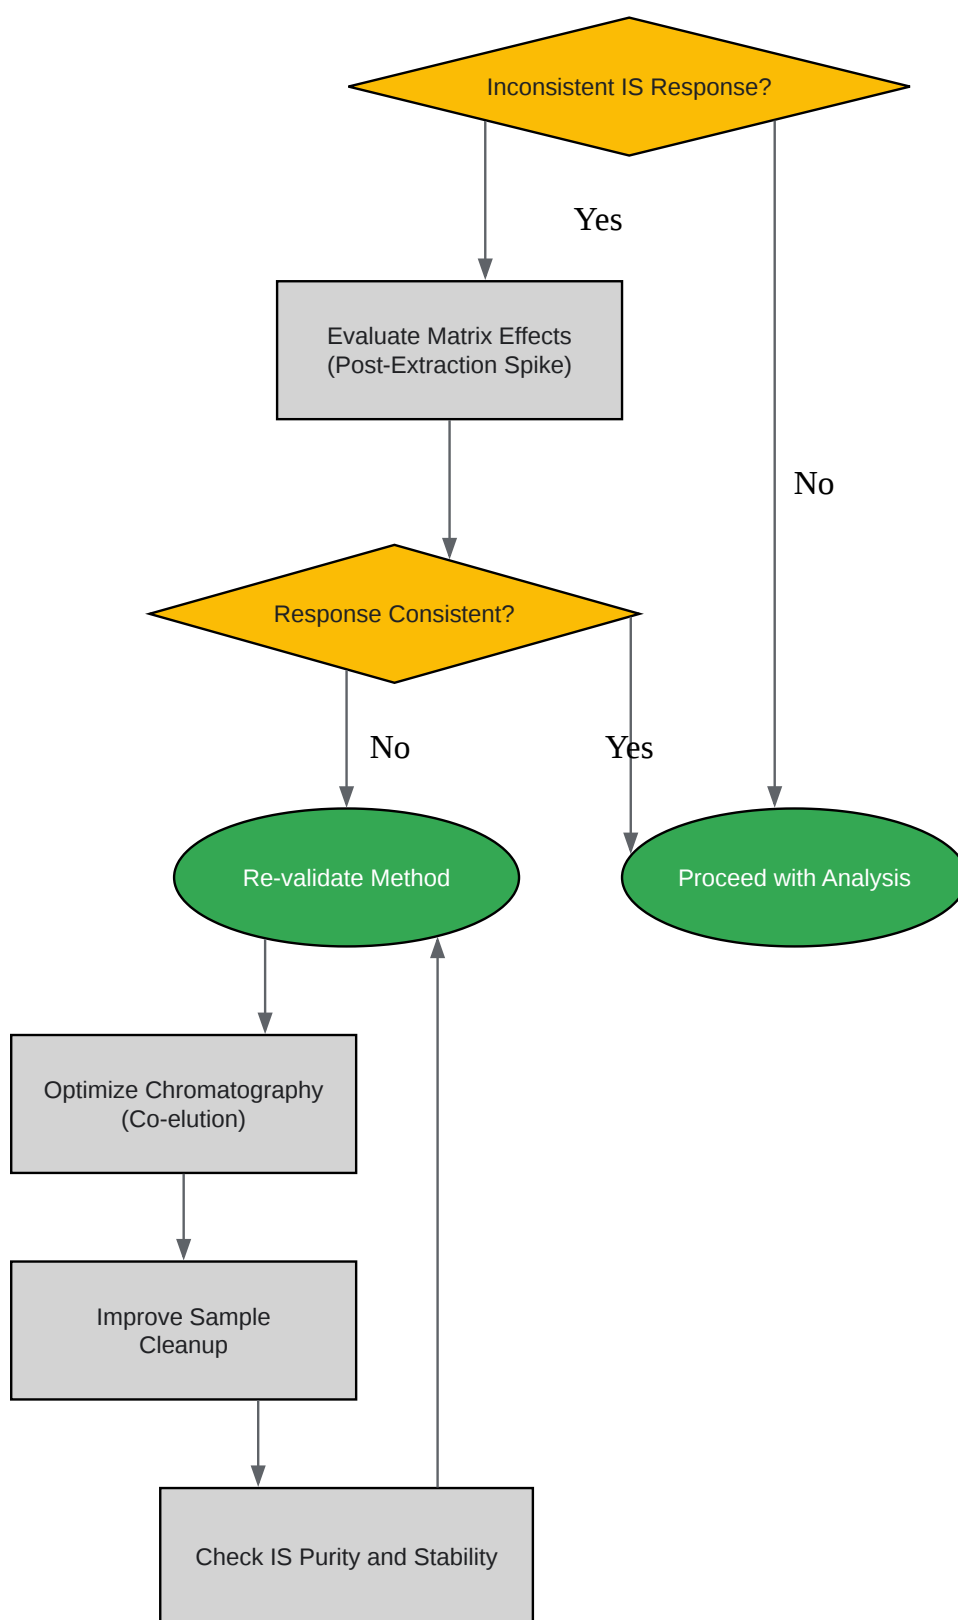 Inconsistent IS Response?
Yes
Evaluate Matrix Effects
(Post-Extraction Spike)
No
Response Consistent?
No
Yes
Re-validate Method
Proceed with Analysis
Optimize Chromatography
(Co-elution)
Improve Sample
Cleanup
Check IS Purity and Stability